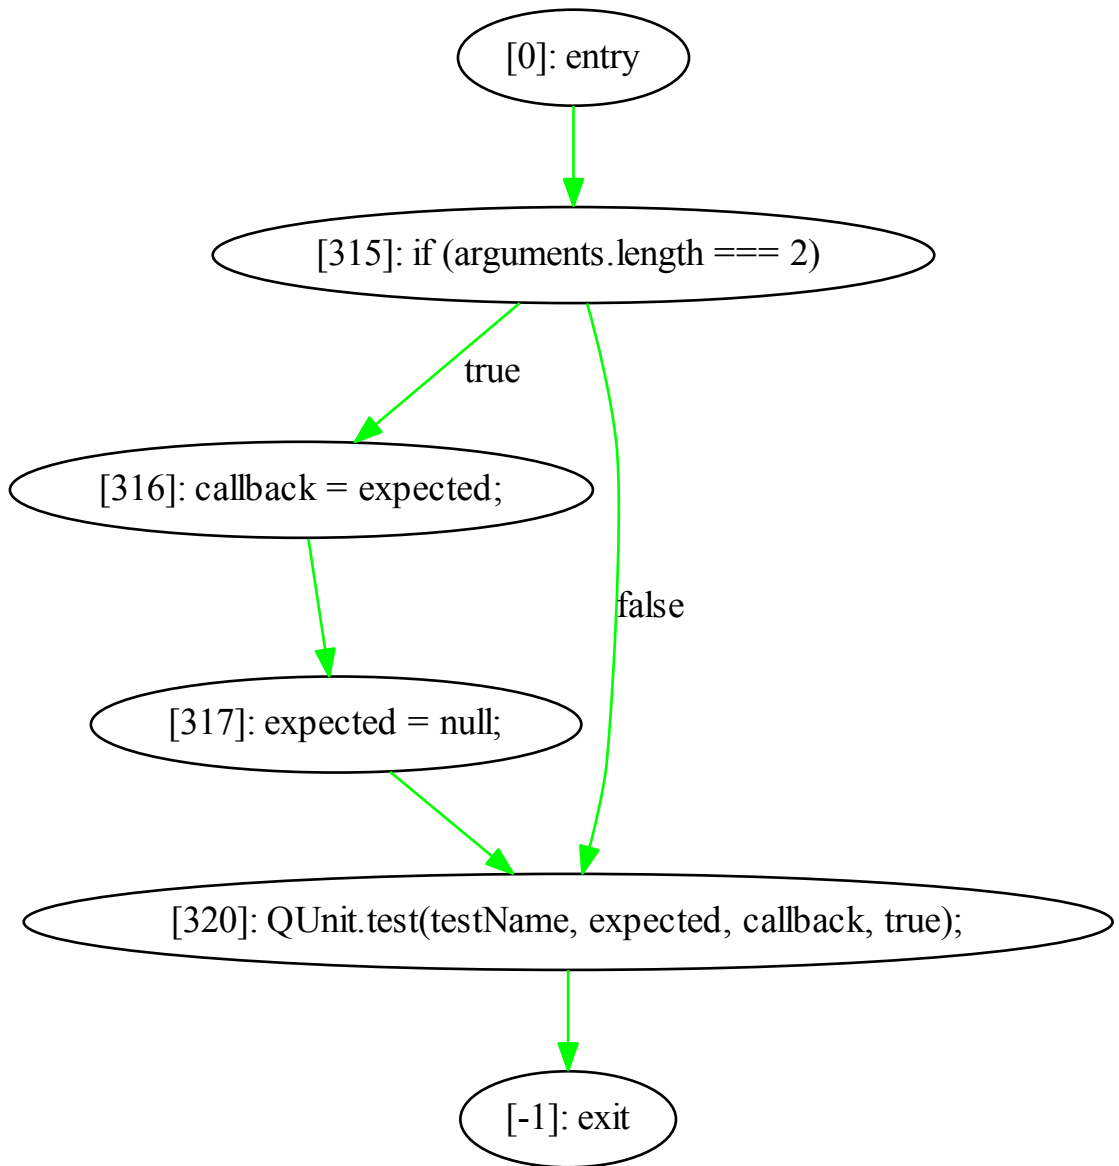 [0]: entry
[315]: if (arguments.length === 2)
true
[316]: callback = expected;
false
[317]: expected = null;
[320]: QUnit.test(testName, expected, callback, true);
[-1]: exit